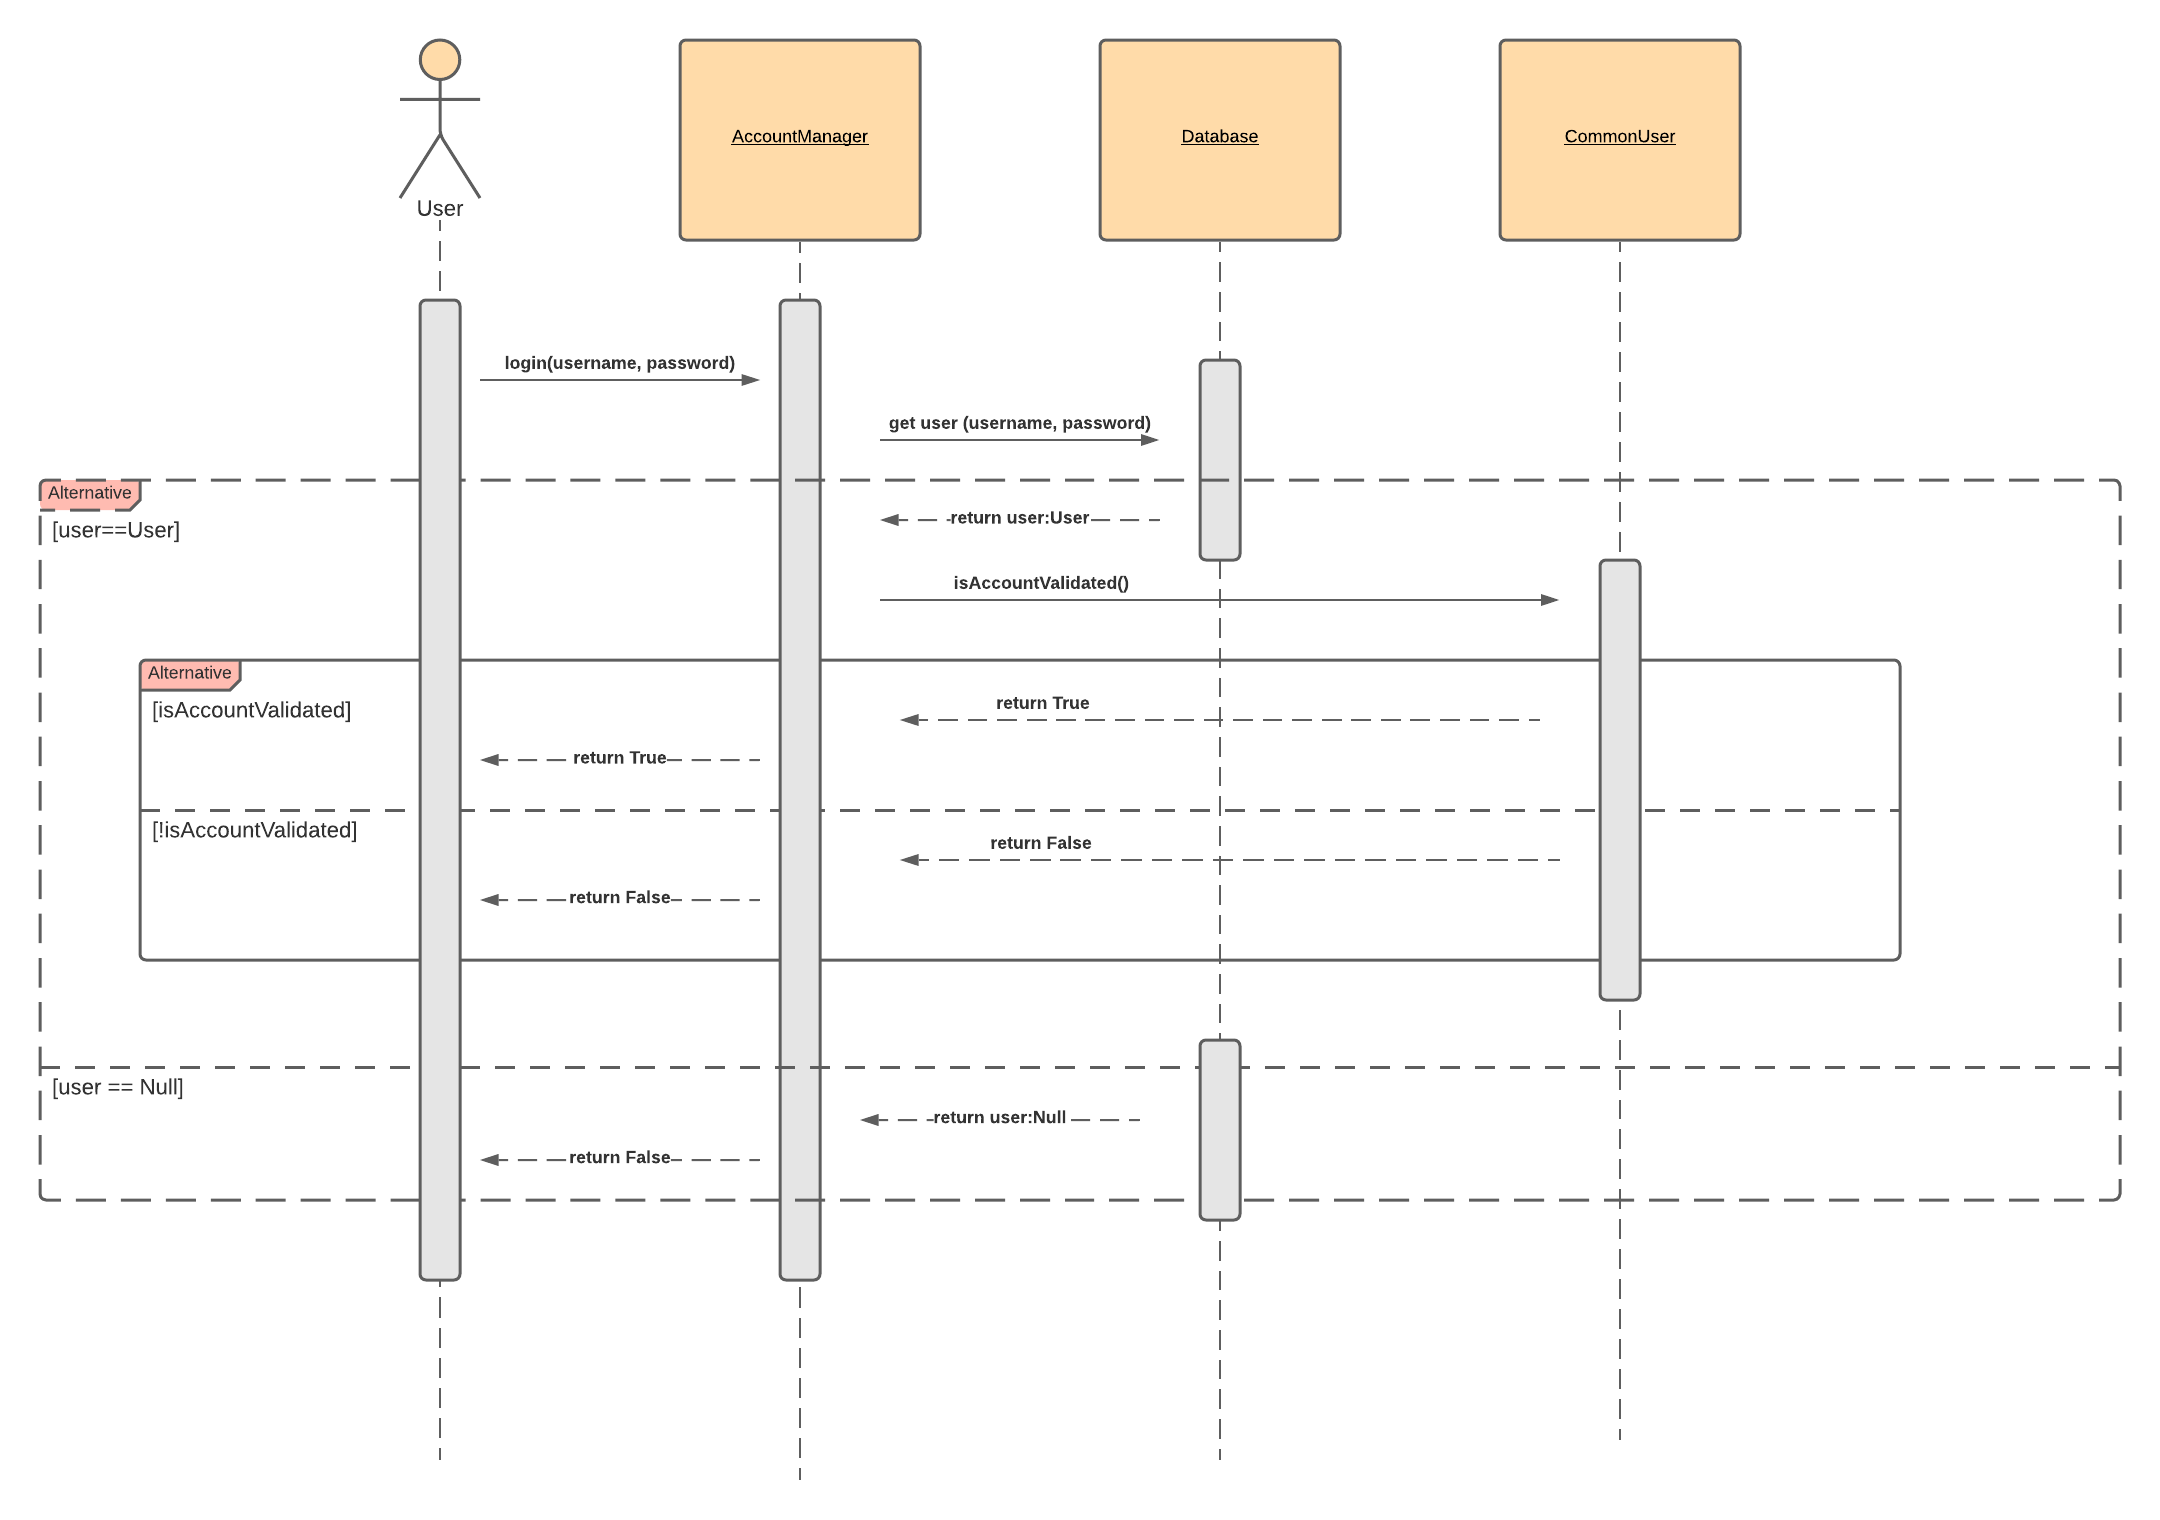 User
AccountManager
Database
CommonUser
login(username, password)
get user (username, password)
Alternative
[user==User]
return user:User
isAccountValidated()
Alternative
[isAccountValidated]
return True
return True
[!isAccountValidated]
return False
return False
[user == Null]
return user:Null
return False